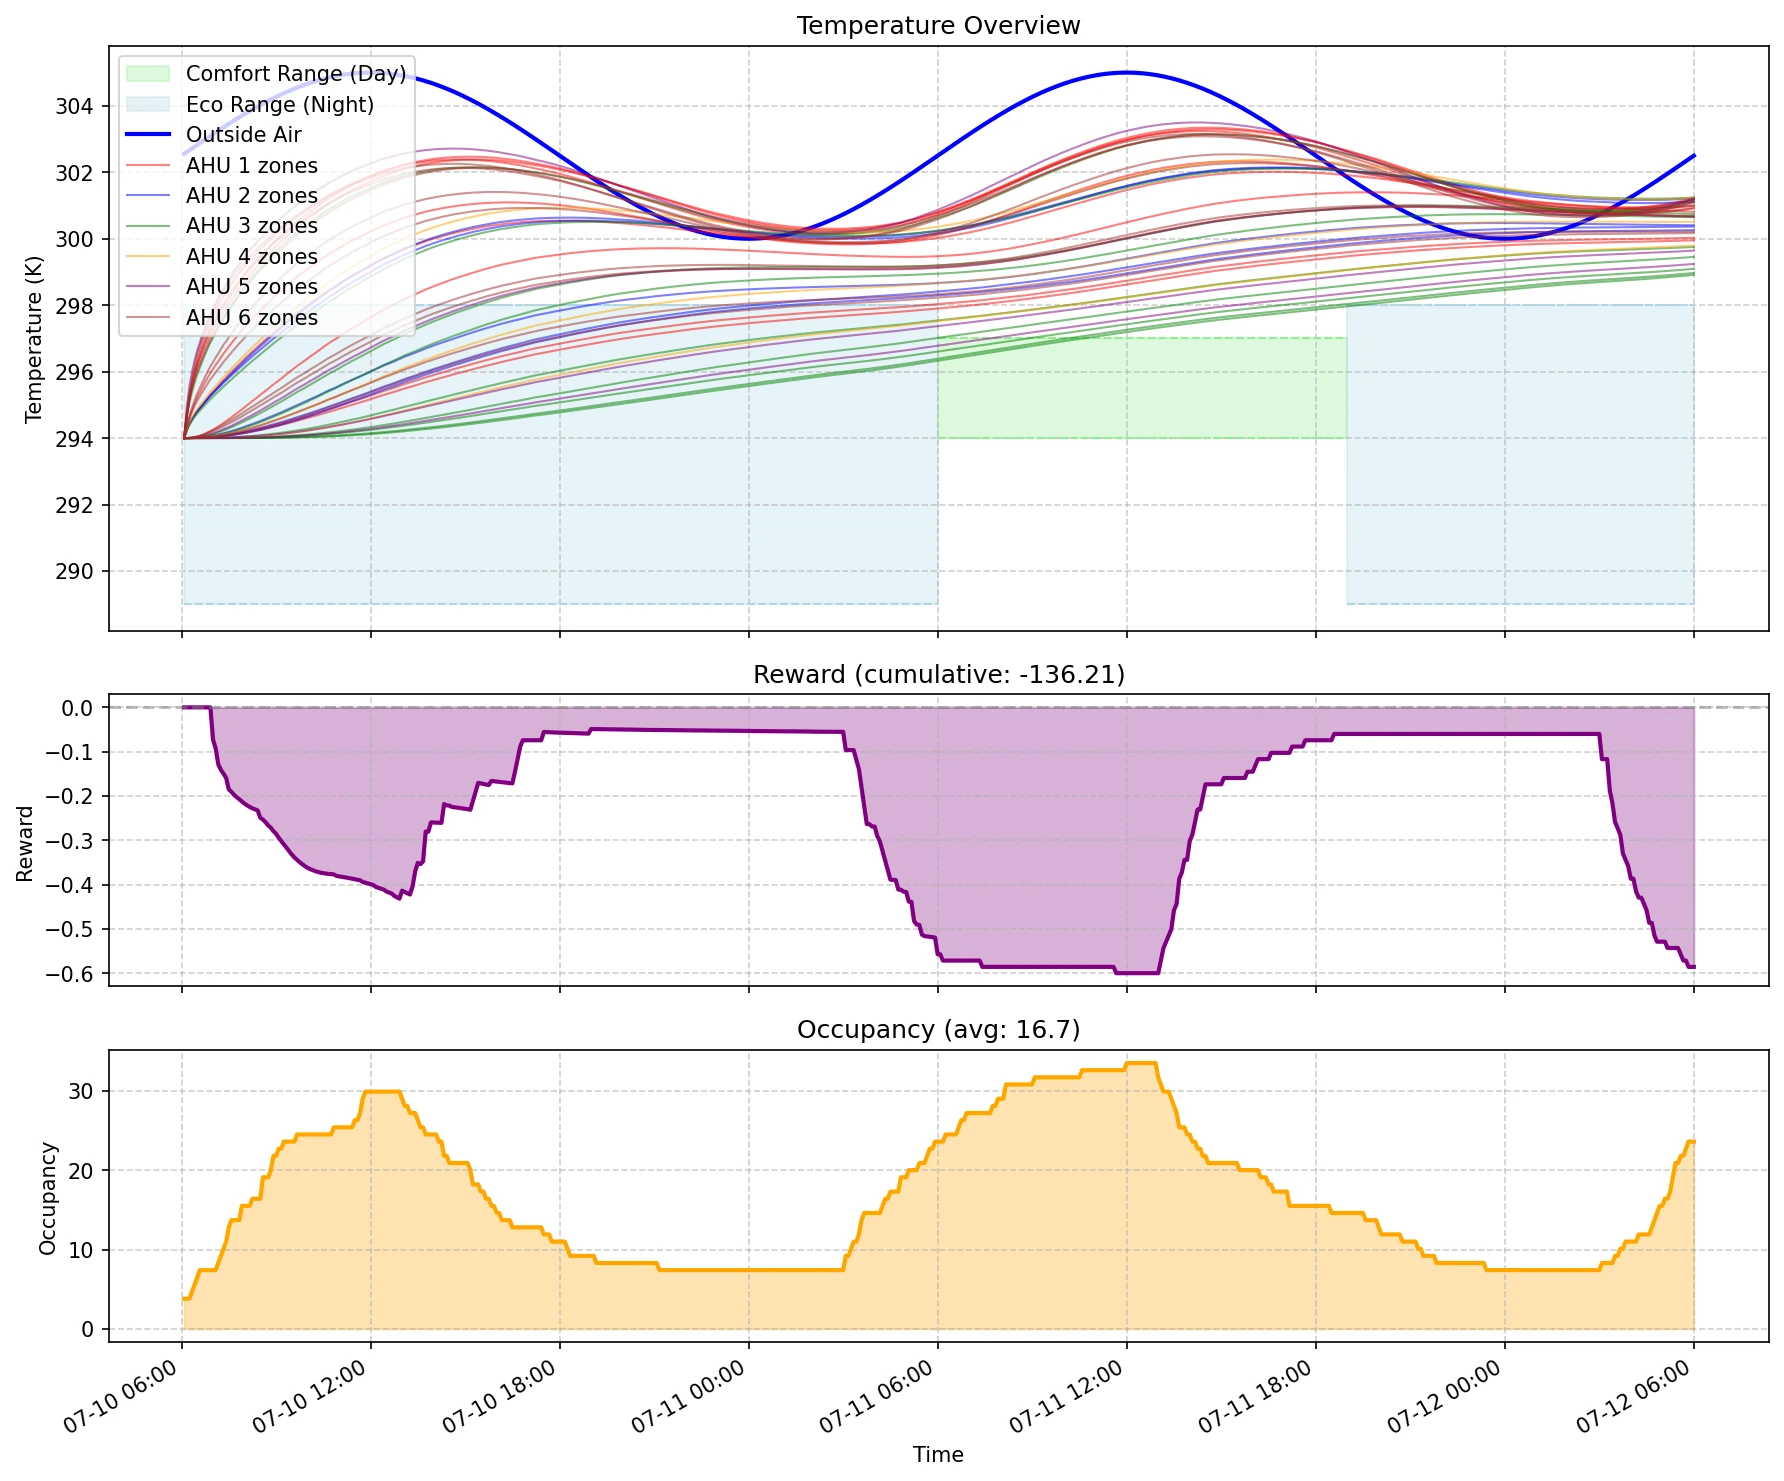 Temperature Overview
Comfort Range (Day)
Eco Range (Night)
Outside Air
AHU 1 zones
AHU 2 zones
AHU 3 zones
AHU 4 zones
AHU 5 zones
AHU 6 zones
304
302
300
298
296
294
292
290
Temperature (K)
Reward (cumulative: -136.21)
0.0
−0.1
−0.2
−0.3
−0.4
−0.5
−0.6
Reward
Occupancy (avg: 16.7)
30
20
10
0
Occupancy
07-10 06:00
07-10 12:00
07-10 18:00
07-11 00:00
07-11 06:00
07-11 12:00
07-11 18:00
07-12 00:00
07-12 06:00
Time